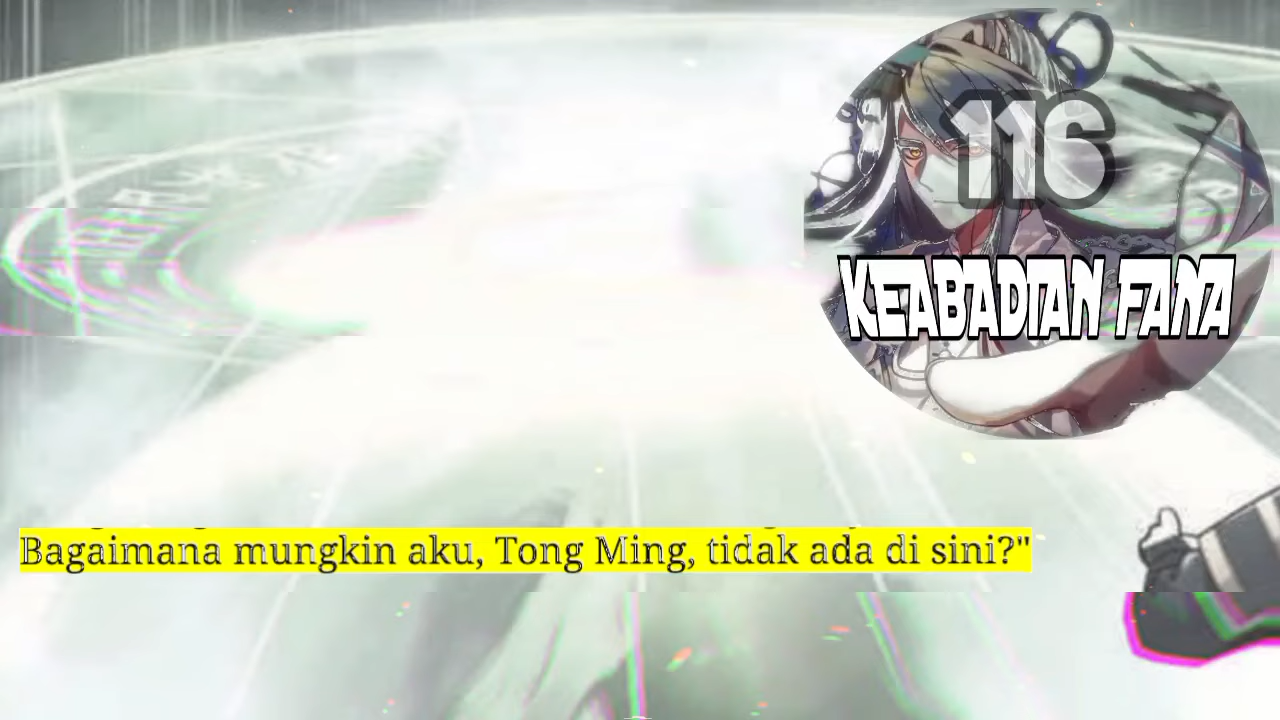 116
KEABADIAN FANA
Bagaimana mungkin aku, Tong Ming, tidak ada di sini?"